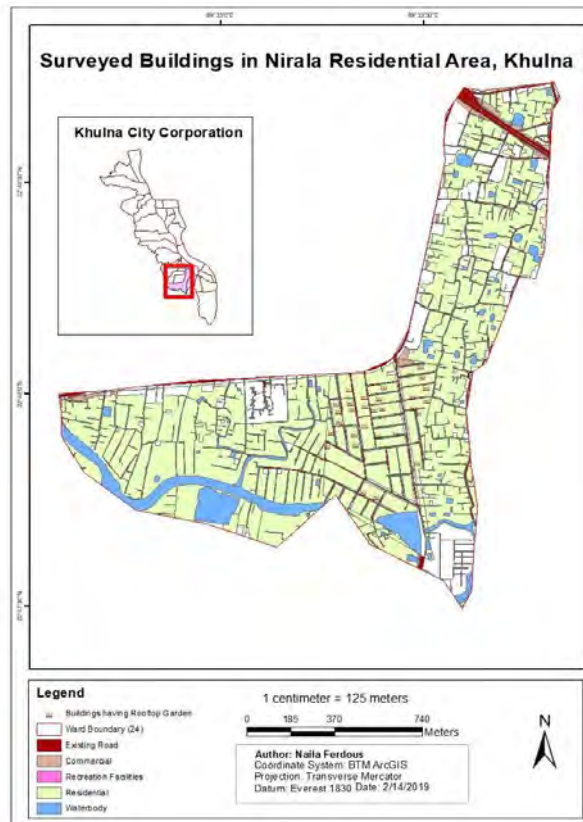 Surveyed Buildings in Nirala Residential Area, Khulna
Khulna City Corporation
Legend
Buildings having Rooftop Garden
Ward Boundary (24)
Existing Road
Commercial
Recreation Facilities
Residential
Waterbody
1 centimeter = 125 meters
0 185 370 740
Meters
Author: Naila Ferdous
Coordinate System: BTM ArcGIS
Projection: Transverse Mercator
Datum: Everest 1830 Date: 2/14/2019
N